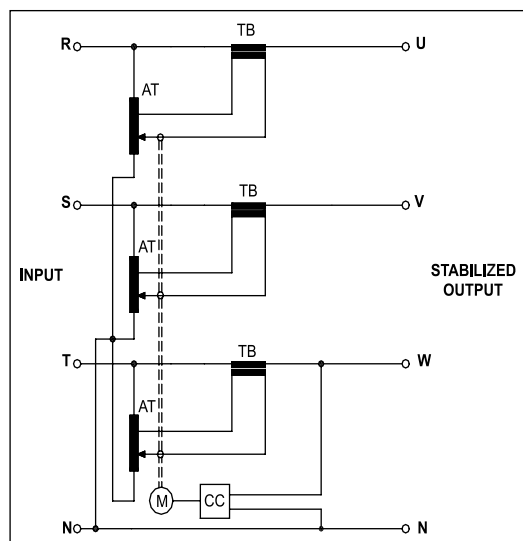 TB
R U
AT
TB
S V
AT
INPUT
STABILIZED
OUTPUT
TB
T W
AT
M CC
N N